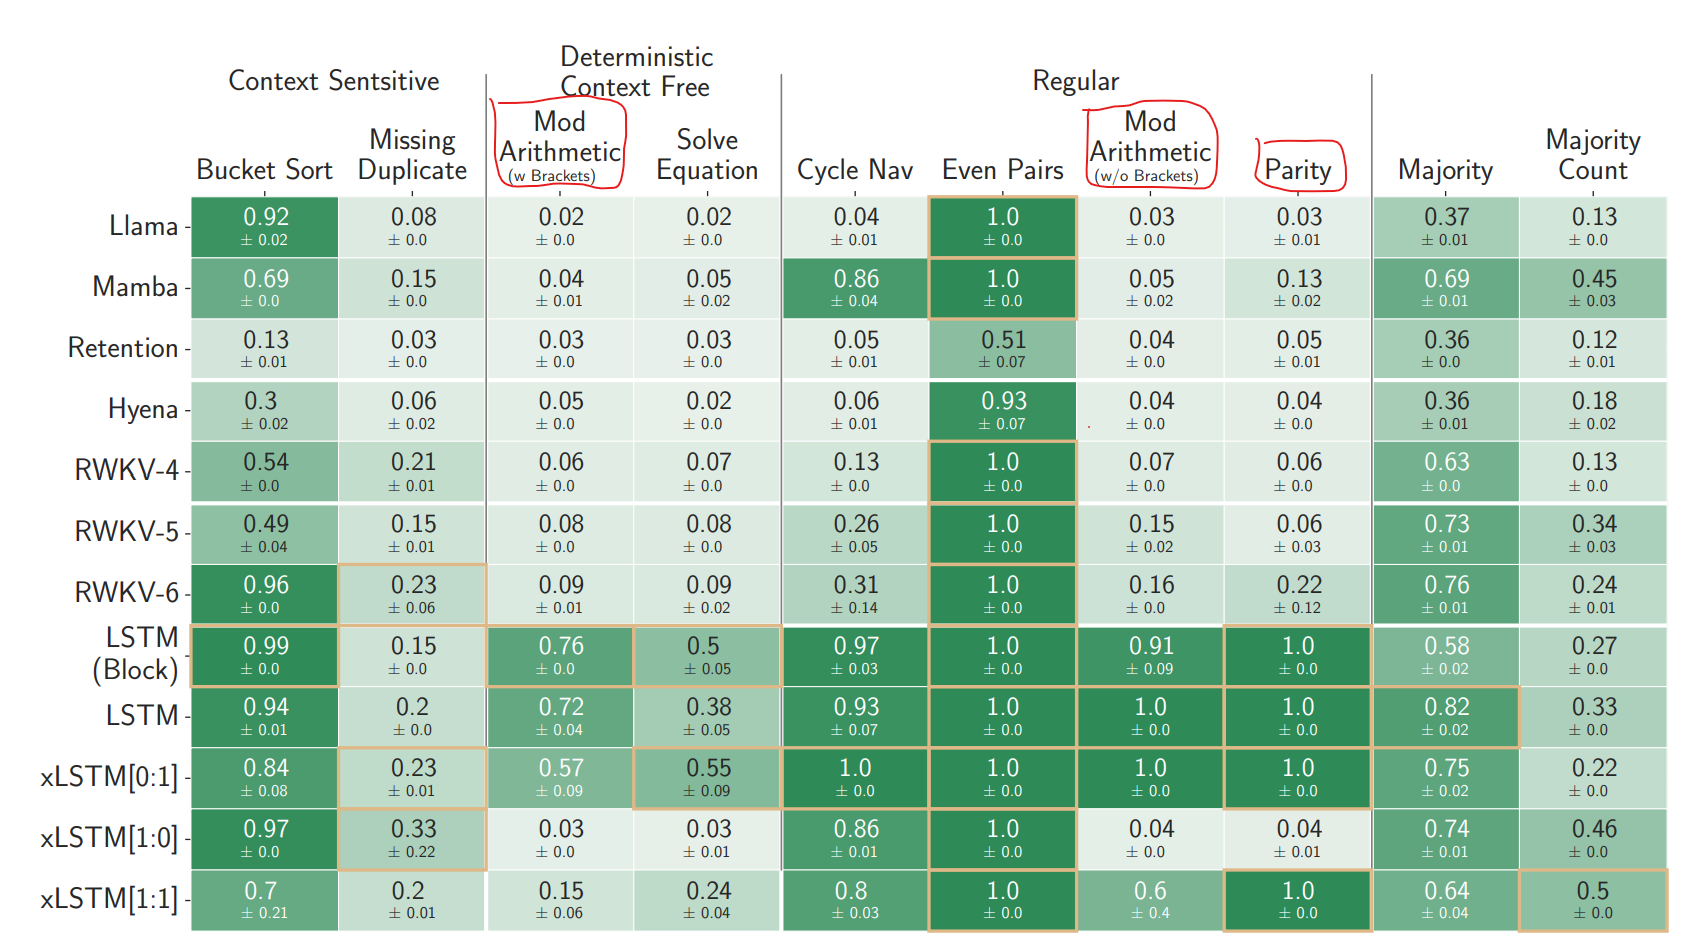 Context Sentsitive
Deterministic
Context Free
Regular
Bucket Sort
Missing
Duplicate
Mod
Arithmetic
(w Brackets)
Solve
Equation
Cycle Nav
Even Pairs
Mod
Arithmetic
(w/o Brackets)
Parity
Majority
Majority
Count
Llama 0.92 0.08 0.02 0.02 0.04 1.0 0.03 0.03 0.37 0.13
± 0.02 ± 0.0 ± 0.0 ± 0.0 ± 0.01 ± 0.0 ± 0.0 ± 0.01 ± 0.01 ± 0.0
Mamba 0.69 0.15 0.04 0.05 0.86 1.0 0.05 0.13 0.69 0.45
± 0.0 ± 0.0 ± 0.01 ± 0.02 ± 0.04 ± 0.0 ± 0.02 ± 0.02 ± 0.01 ± 0.03
Retention 0.13 0.03 0.03 0.03 0.05 0.51 0.04 0.05 0.36 0.12
± 0.01 ± 0.0 ± 0.0 ± 0.0 ± 0.01 ± 0.07 ± 0.0 ± 0.01 ± 0.0 ± 0.01
Hyena 0.3 0.06 0.05 0.02 0.06 0.93 0.04 0.04 0.36 0.18
± 0.02 ± 0.02 ± 0.0 ± 0.0 ± 0.01 ± 0.07 ± 0.0 ± 0.0 ± 0.01 ± 0.02
RWKV-4 0.54 0.21 0.06 0.07 0.13 1.0 0.07 0.06 0.63 0.13
± 0.0 ± 0.01 ± 0.0 ± 0.0 ± 0.0 ± 0.0 ± 0.0 ± 0.0 ± 0.0 ± 0.0
RWKV-5 0.49 0.15 0.08 0.08 0.26 1.0 0.15 0.06 0.73 0.34
± 0.04 ± 0.01 ± 0.0 ± 0.0 ± 0.05 ± 0.0 ± 0.02 ± 0.03 ± 0.01 ± 0.03
RWKV-6 0.96 0.23 0.09 0.09 0.31 1.0 0.16 0.22 0.76 0.24
± 0.0 ± 0.06 ± 0.01 ± 0.02 ± 0.14 ± 0.0 ± 0.0 ± 0.12 ± 0.01 ± 0.01
LSTM 0.99 0.15 0.76 0.5 0.97 1.0 0.91 1.0 0.58 0.27
(Block) ± 0.0 ± 0.0 ± 0.0 ± 0.05 ± 0.03 ± 0.0 ± 0.09 ± 0.0 ± 0.02 ± 0.0
LSTM 0.94 0.2 0.72 0.38 0.93 1.0 1.0 1.0 0.82 0.33
± 0.01 ± 0.0 ± 0.04 ± 0.05 ± 0.07 ± 0.0 ± 0.0 ± 0.0 ± 0.02 ± 0.0
xLSTM[0:1] 0.84 0.23 0.57 0.55 1.0 1.0 1.0 1.0 0.75 0.22
± 0.08 ± 0.01 ± 0.09 ± 0.09 ± 0.0 ± 0.0 ± 0.0 ± 0.0 ± 0.02 ± 0.0
xLSTM[1:0] 0.97 0.33 0.03 0.03 0.86 1.0 0.04 0.04 0.74 0.46
± 0.0 ± 0.22 ± 0.0 ± 0.01 ± 0.01 ± 0.0 ± 0.0 ± 0.01 ± 0.01 ± 0.0
xLSTM[1:1] 0.7 0.2 0.15 0.24 0.8 1.0 0.6 1.0 0.64 0.5
± 0.21 ± 0.01 ± 0.06 ± 0.04 ± 0.03 ± 0.0 ± 0.4 ± 0.0 ± 0.04 ± 0.0